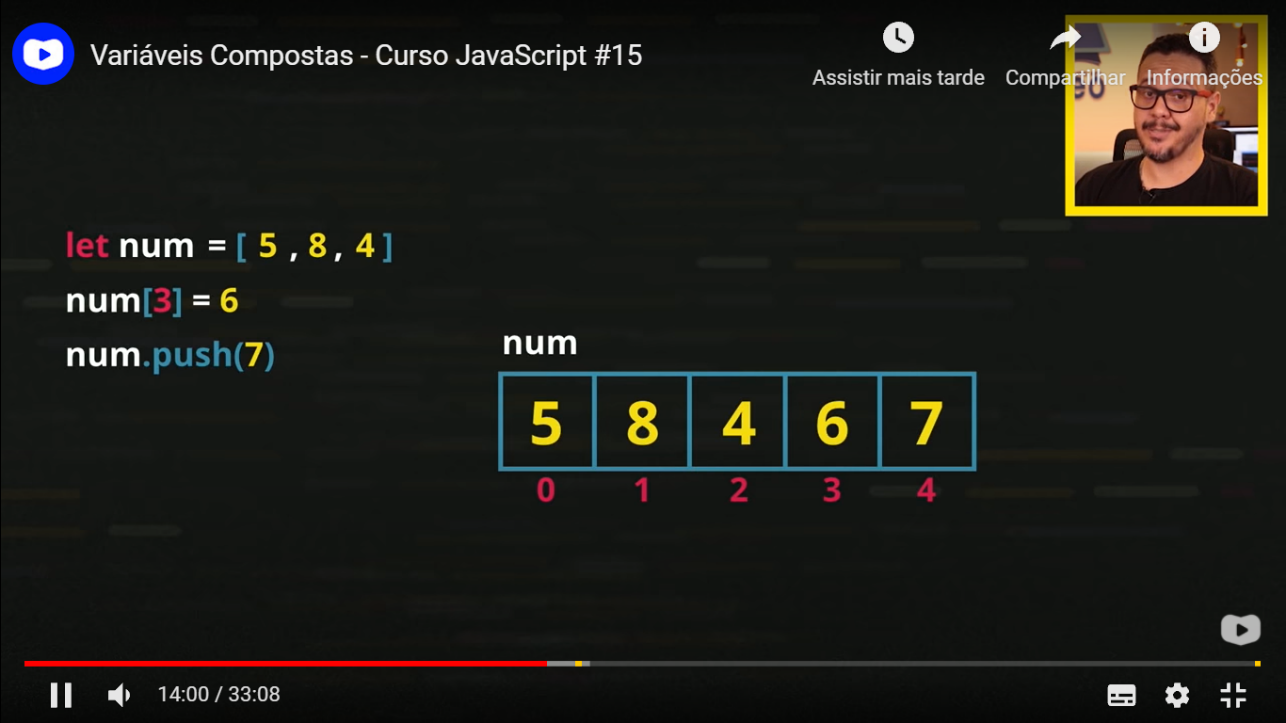 Variáveis Compostas - Curso JavaScript #15
Assistir mais tarde
Compartilhar
Informações
let num = [ 5 , 8 , 4 ]
num[3] = 6
num.push(7)
num
5 8 4 6 7
0 1 2 3 4
14:00 / 33:08